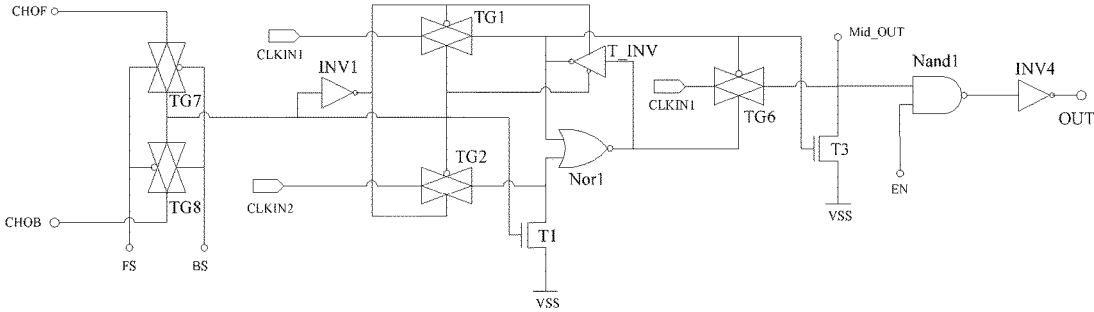 CHOF
TG1
Mid_OUT
CLKIN1
T_INV
Nand1
INV1
INV4
TG7
CLKIN1
TG6
OUT
TG2
T3
TG8
CLKIN2
Nor1
EN
CHOB
T1
VSS
FS
BS
VSS